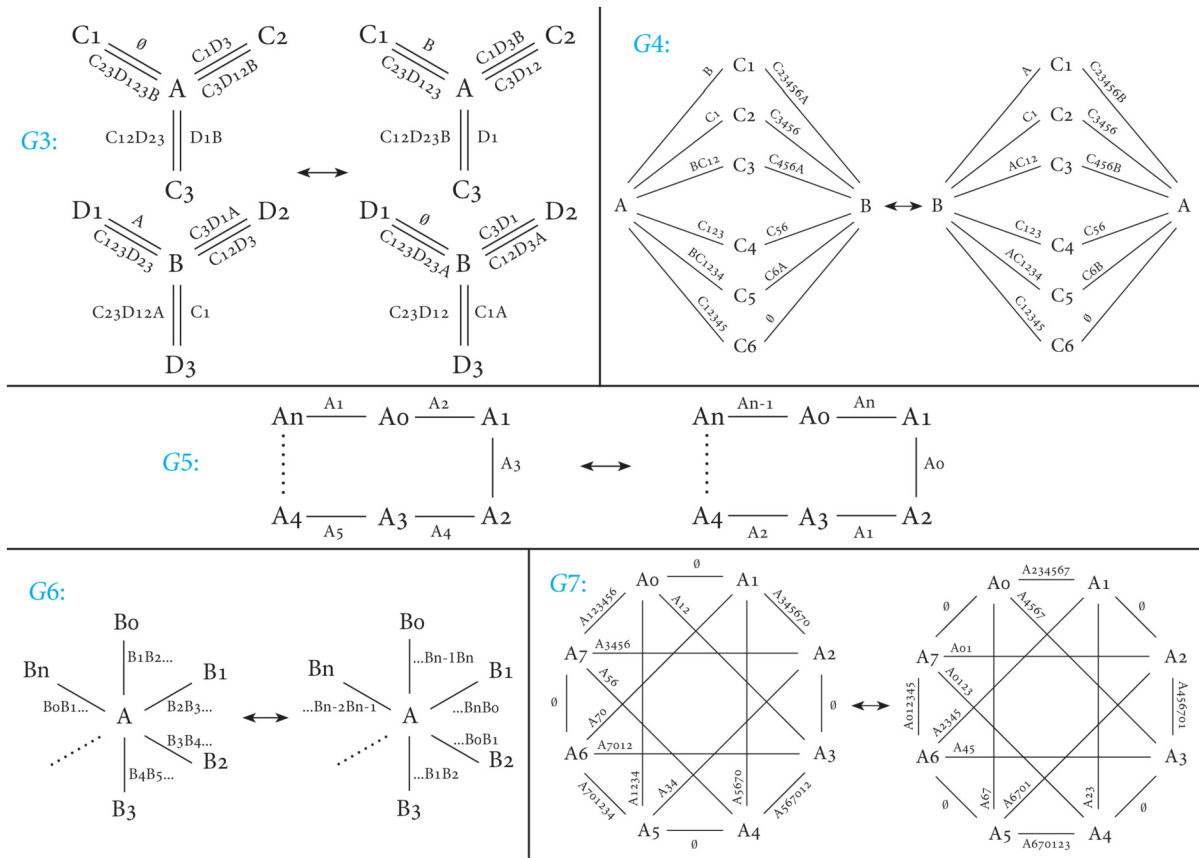 G3:
C1 ∅ C1D3 C2
C23D123B A C3D12B
C12D23 D1B
C3
D1 A C3D1A D2
C123D23 B C12D3
C23D12A C1
D3
C1 B C1D3B C2
C23D123 A C3D12
C12D23B D1
C3
D1 ∅ C3D1 D2
C123D23A B C12D3A
C23D12 C1A
D3
G4:
B C1 C23456A
C1 C2 C3456
BC12 C3 C456A
A B
C123 C4 C56
BC1234 C5 C6A
C12345 C6 ∅
A C1 C23456B
C1 C2 C3456
AC12 C3 C456B
B A
C123 C4 C56
AC1234 C5 C6B
C12345 C6 ∅
G5:
An A1 A0 A2 A1
A3
A4 A5 A3 A4 A2
An An-1 A0 An A1
A0
A4 A2 A3 A1 A2
G6:
B0
Bn B1B2... B1
B0B1... A B2B3...
B3B4...
B4B5... B2
B3
B0
Bn ...Bn-1Bn B1
...Bn-2Bn-1 A ...BnB0
...B0B1
...B1B2 B2
B3
G7:
A0 ∅ A1
A123456 A12 A345670
A7 A3456 A2
∅ A56 ∅
A70
A6 A7012 A3
A701234 A1234 A34 A5670 A567012
A5 ∅ A4
A0 A234567 A1
∅ A4567 ∅
A7 A01 A2
A012345 A0123 A456701
A2345
A6 A45 A3
∅ A67 A6701 A23 ∅
A5 A670123 A4